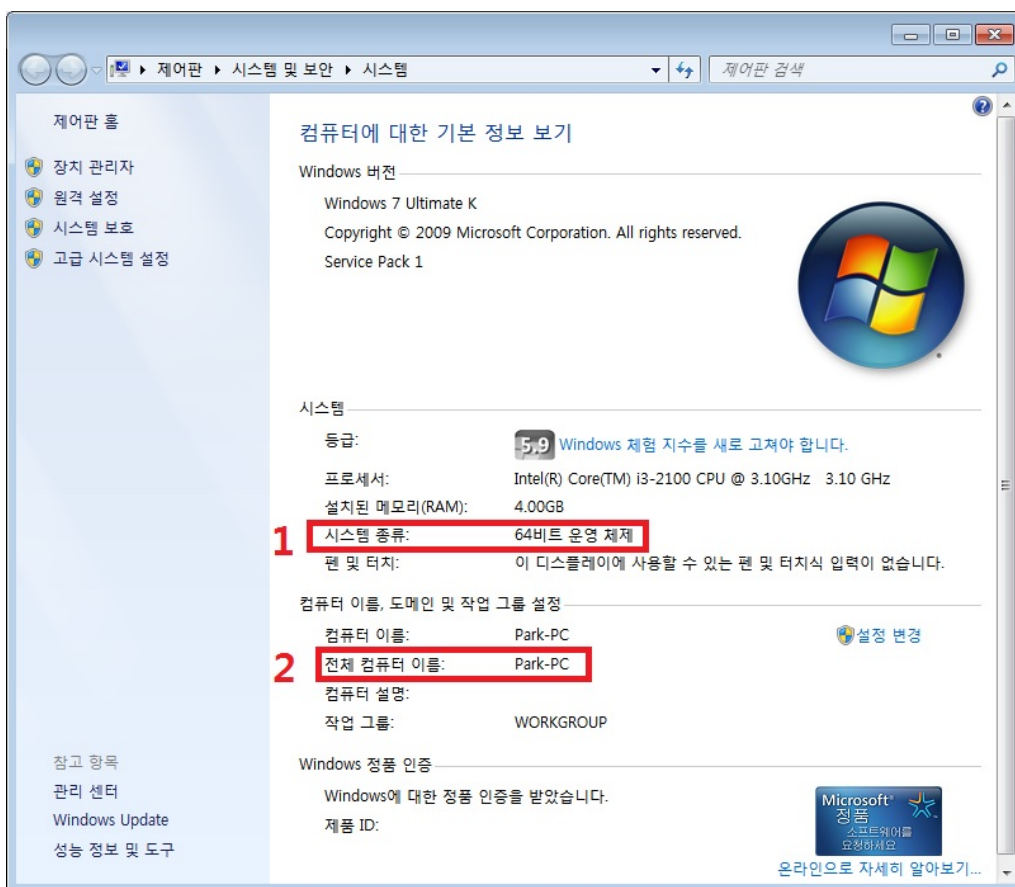 제어판 ▸ 시스템 및 보안 ▸ 시스템
제어판 검색
제어판 홈
장치 관리자
원격 설정
시스템 보호
고급 시스템 설정
컴퓨터에 대한 기본 정보 보기
Windows 버전
Windows 7 Ultimate K
Copyright © 2009 Microsoft Corporation. All rights reserved.
Service Pack 1
시스템
등급: 5,9 Windows 체험 지수를 새로 고쳐야 합니다.
프로세서: Intel(R) Core(TM) i3-2100 CPU @ 3.10GHz 3.10 GHz
설치된 메모리(RAM): 4.00GB
1 시스템 종류: 64비트 운영 체제
펜 및 터치: 이 디스플레이에 사용할 수 있는 펜 및 터치식 입력이 없습니다.
컴퓨터 이름, 도메인 및 작업 그룹 설정
컴퓨터 이름: Park-PC 설정 변경
2 전체 컴퓨터 이름: Park-PC
컴퓨터 설명:
작업 그룹: WORKGROUP
Windows 정품 인증
Windows에 대한 정품 인증을 받았습니다.
제품 ID:
Microsoft®
정품
소프트웨어를
요청하세요
온라인으로 자세히 알아보기...
참고 항목
관리 센터
Windows Update
성능 정보 및 도구